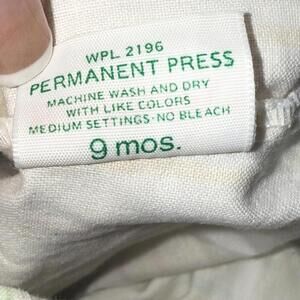 WPL 2196
PERMANENT PRESS
MACHINE WASH AND DRY
WITH LIKE COLORS
MEDIUM SETTINGS·NO BLEACH
9 mos.